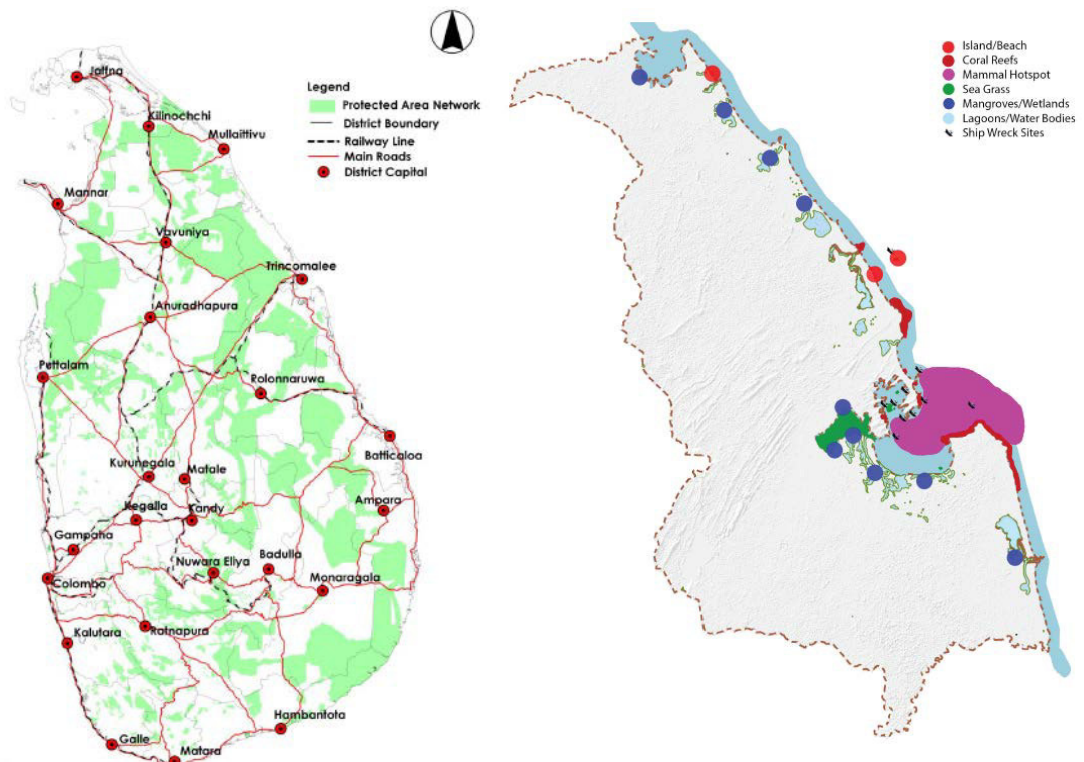 Legend
Protected Area Network
District Boundary
Railway Line
Main Roads
District Capital
Jaffna
Kilinochchi
Mullaittivu
Mannar
Vavuniya
Trincomalee
Anuradhapura
Pettalam
Rolonnaruwa
Batticaloa
Kurunegala
Matale
Ampara
Kegalla
Kandy
Gampaha
Nuwara Eliya
Badulla
Colombo
Monaragala
Ratnapura
Kalutara
Hambantota
Galle
Matara
Island/Beach
Coral Reefs
Mammal Hotspot
Sea Grass
Mangroves/Wetlands
Lagoons/Water Bodies
Ship Wreck Sites